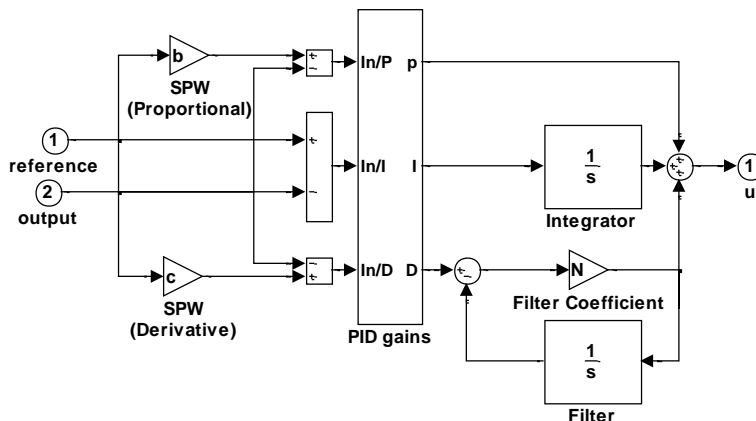 b
+
−
SPW
(Proportional)
In/P
p
1
reference
+
2
output
−
In/I
I
1
s
Integrator
+
+
+
1
u
c
SPW
(Derivative)
−
+
In/D
D
PID gains
+
−
N
Filter Coefficient
1
s
Filter